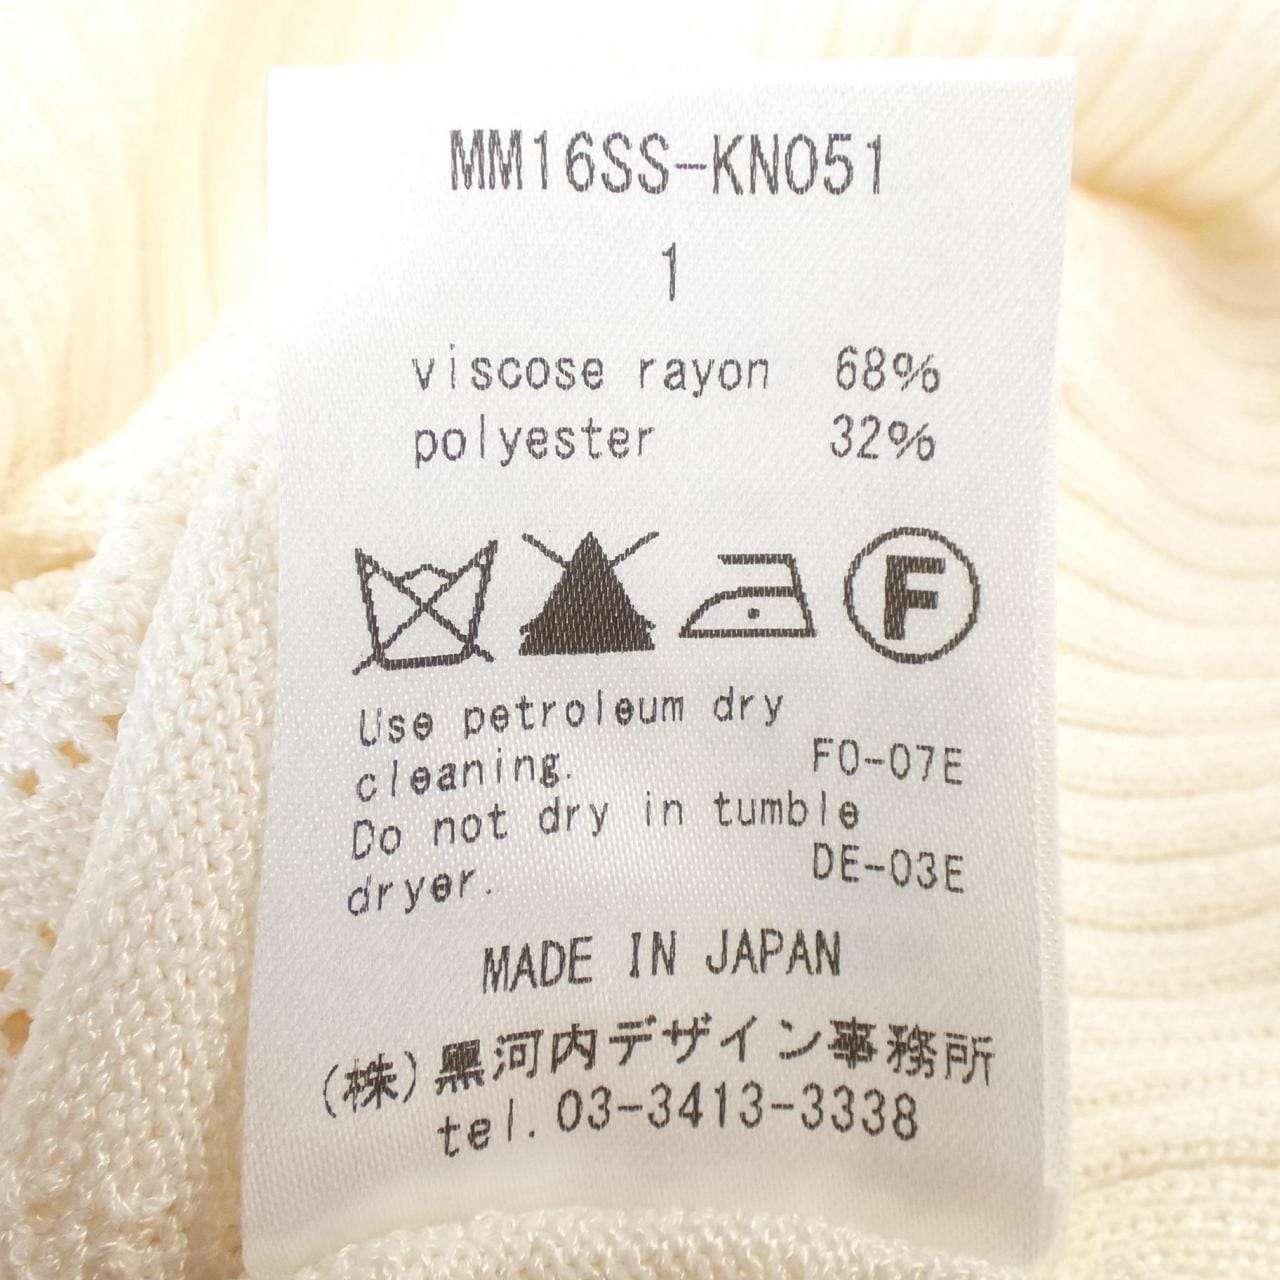 MM16SS-KN051
1
viscose rayon 68%
polyester 32%
F
Use petroleum dry
cleaning. FO-07E
Do not dry in tumble
dryer. DE-03E
MADE IN JAPAN
(株)黒河内デザイン事務所
tel. 03-3413-3338